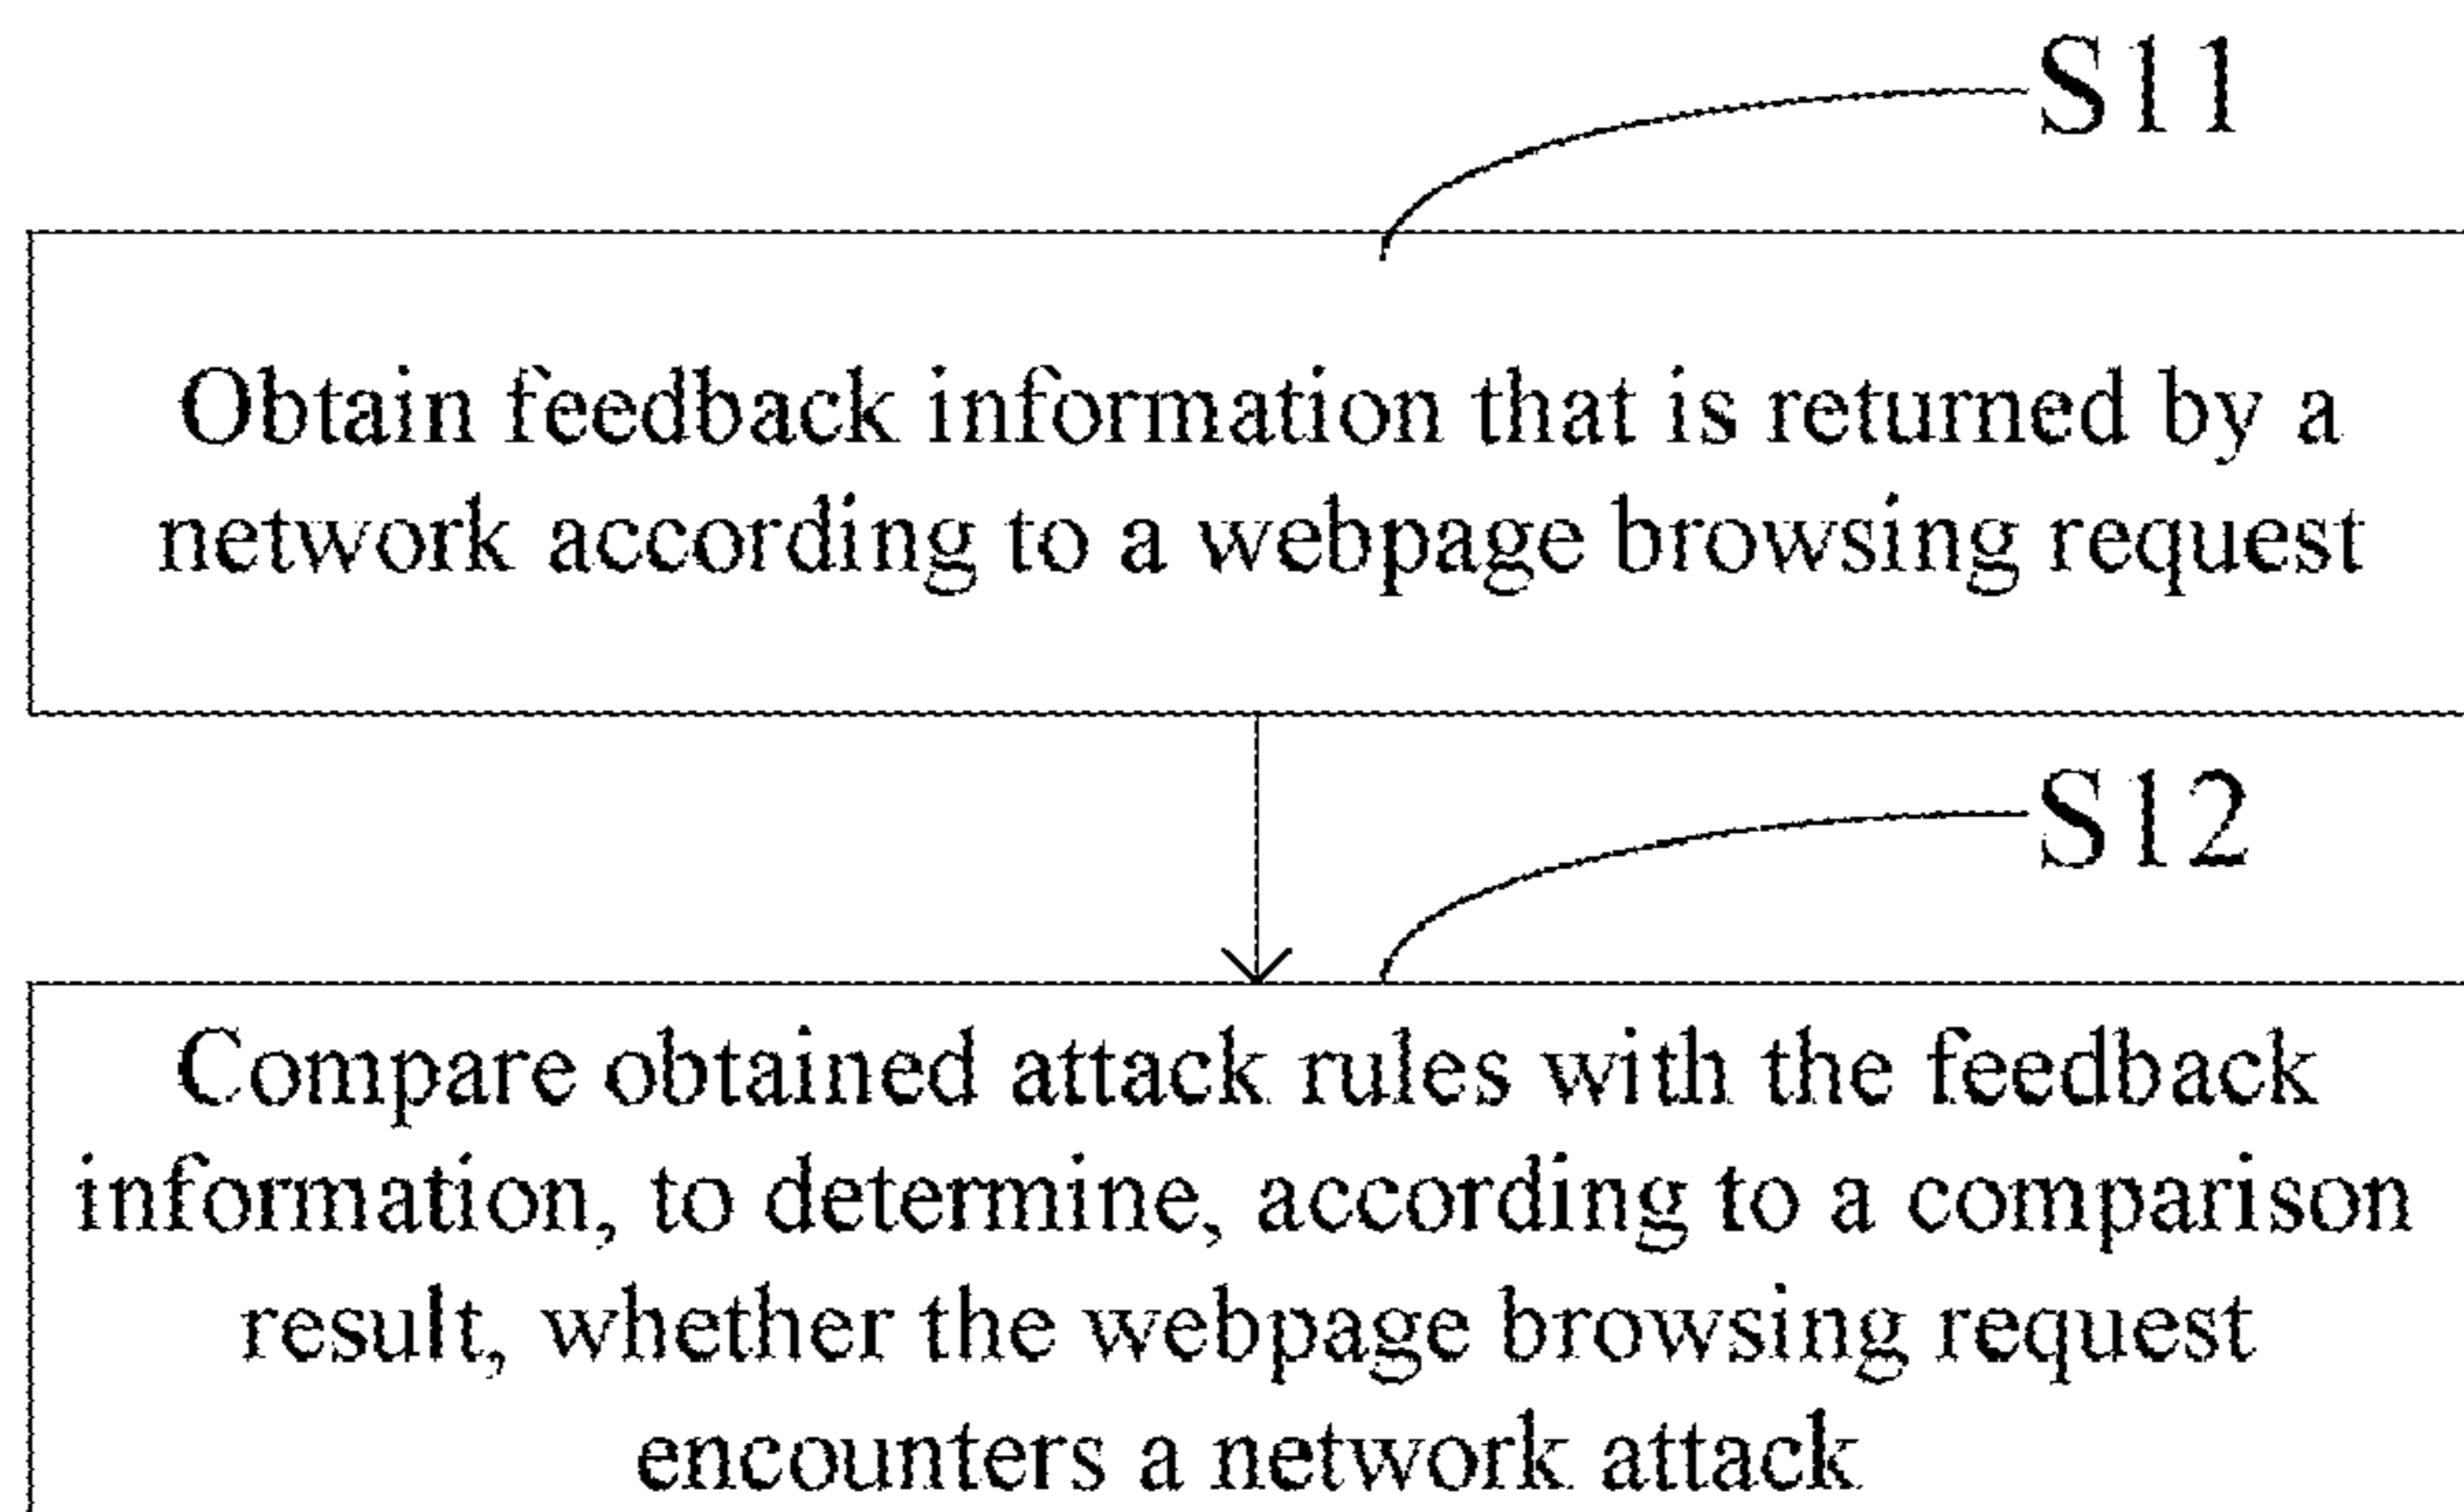 S11
Obtain feedback information that is returned by a
network according to a webpage browsing request
S12
Compare obtained attack rules with the feedback
information, to determine, according to a comparison
result, whether the webpage browsing request
encounters a network attack